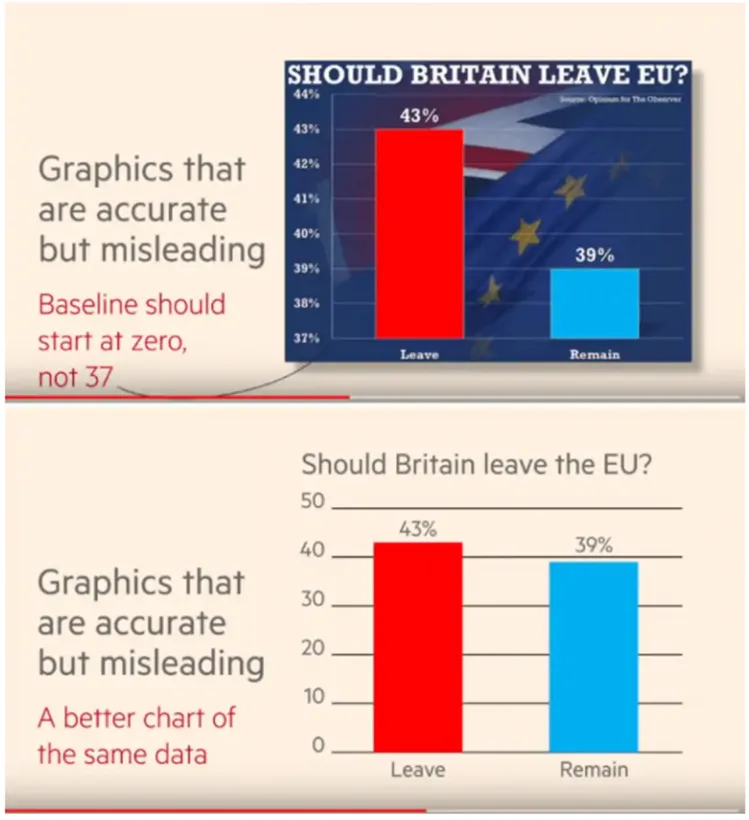 SHOULD BRITAIN LEAVE EU?
Source: Opinium for The Observer
44%
43%
42%
41%
40%
39%
38%
37%
43%
39%
Leave
Remain
Graphics that
are accurate
but misleading
Baseline should
start at zero,
not 37
Should Britain leave the EU?
50
40
30
20
10
0
43%
39%
Leave
Remain
Graphics that
are accurate
but misleading
A better chart of
the same data